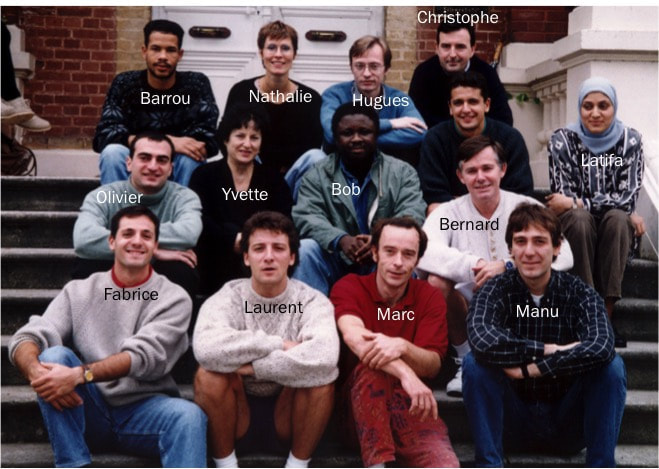 Christophe
Barrou
Nathalie
Hugues
Latifa
Olivier
Yvette
Bob
Bernard
Fabrice
Laurent
Marc
Manu